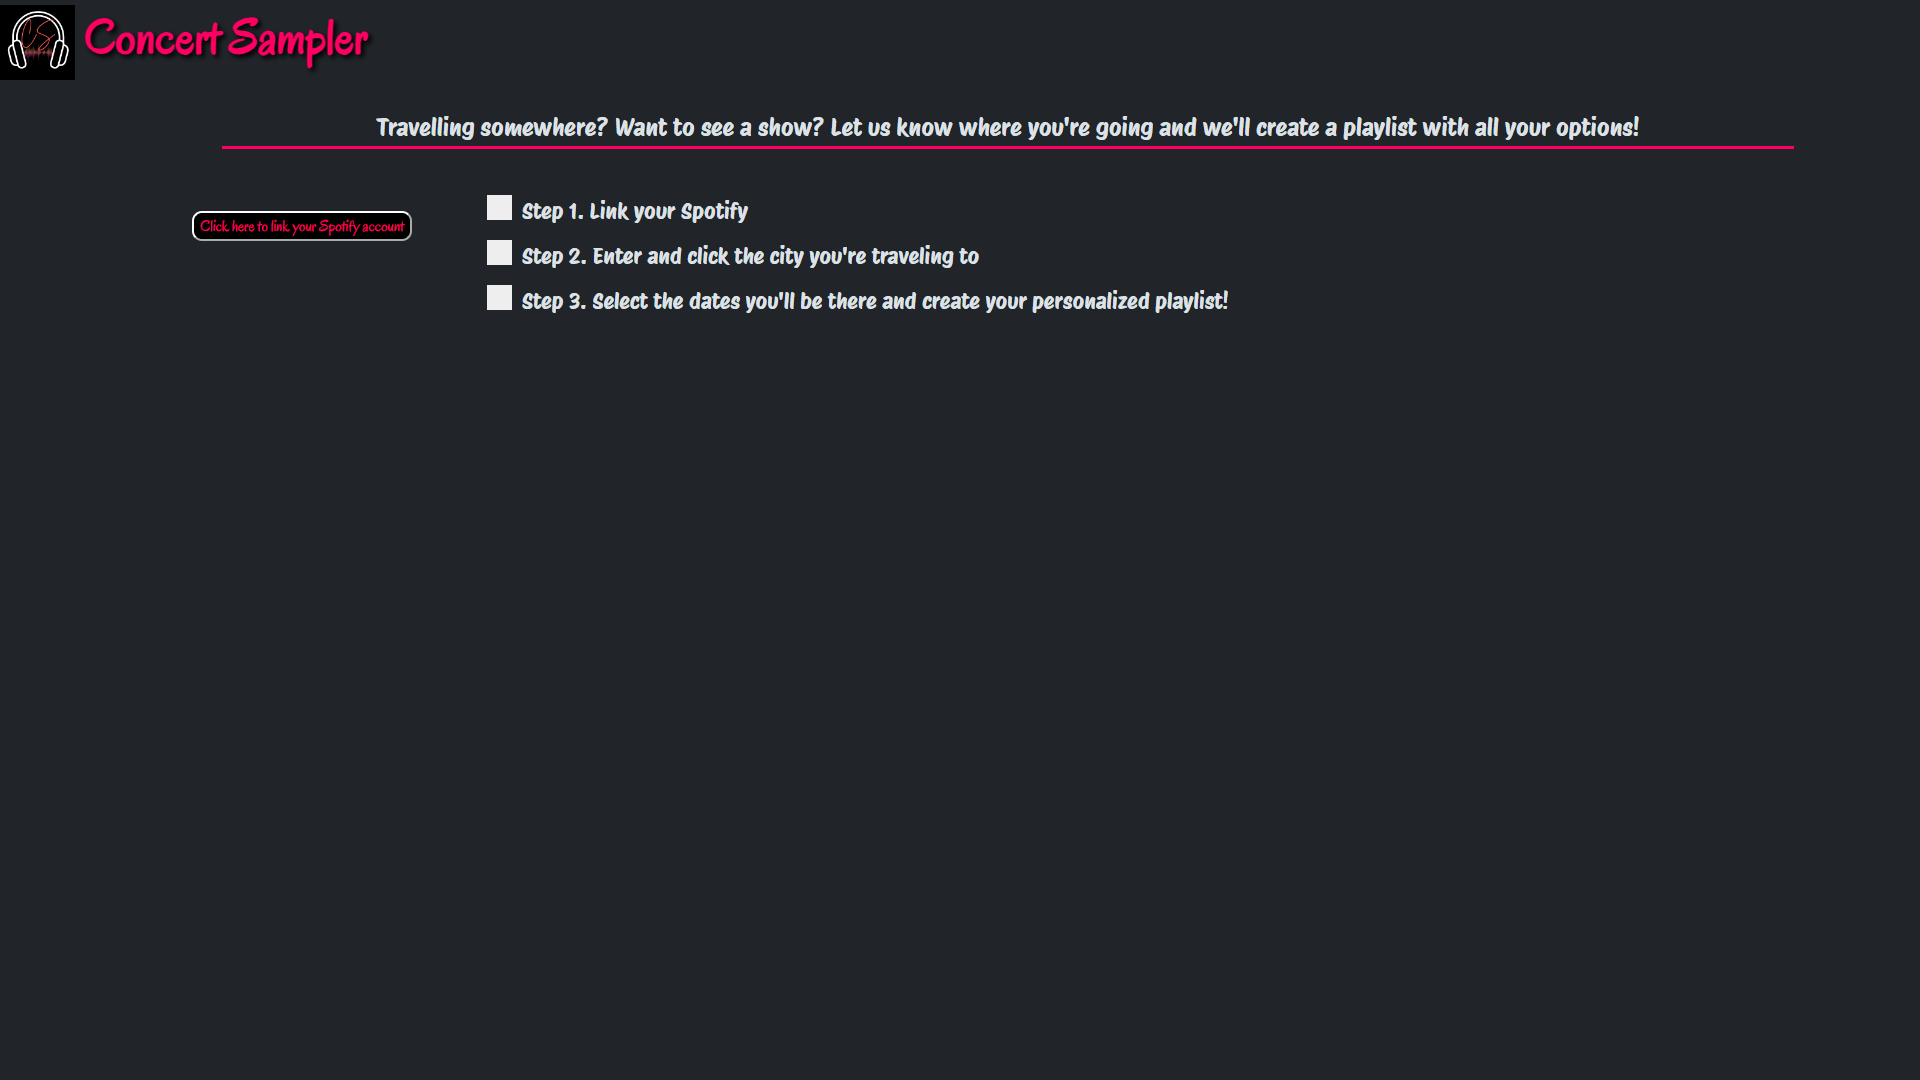 Concert Sampler
Travelling somewhere? Want to see a show? Let us know where you're going and we'll create a playlist with all your options!
Click here to link your Spotify account
Step 1. Link your Spotify
Step 2. Enter and click the city you're traveling to
Step 3. Select the dates you'll be there and create your personalized playlist!